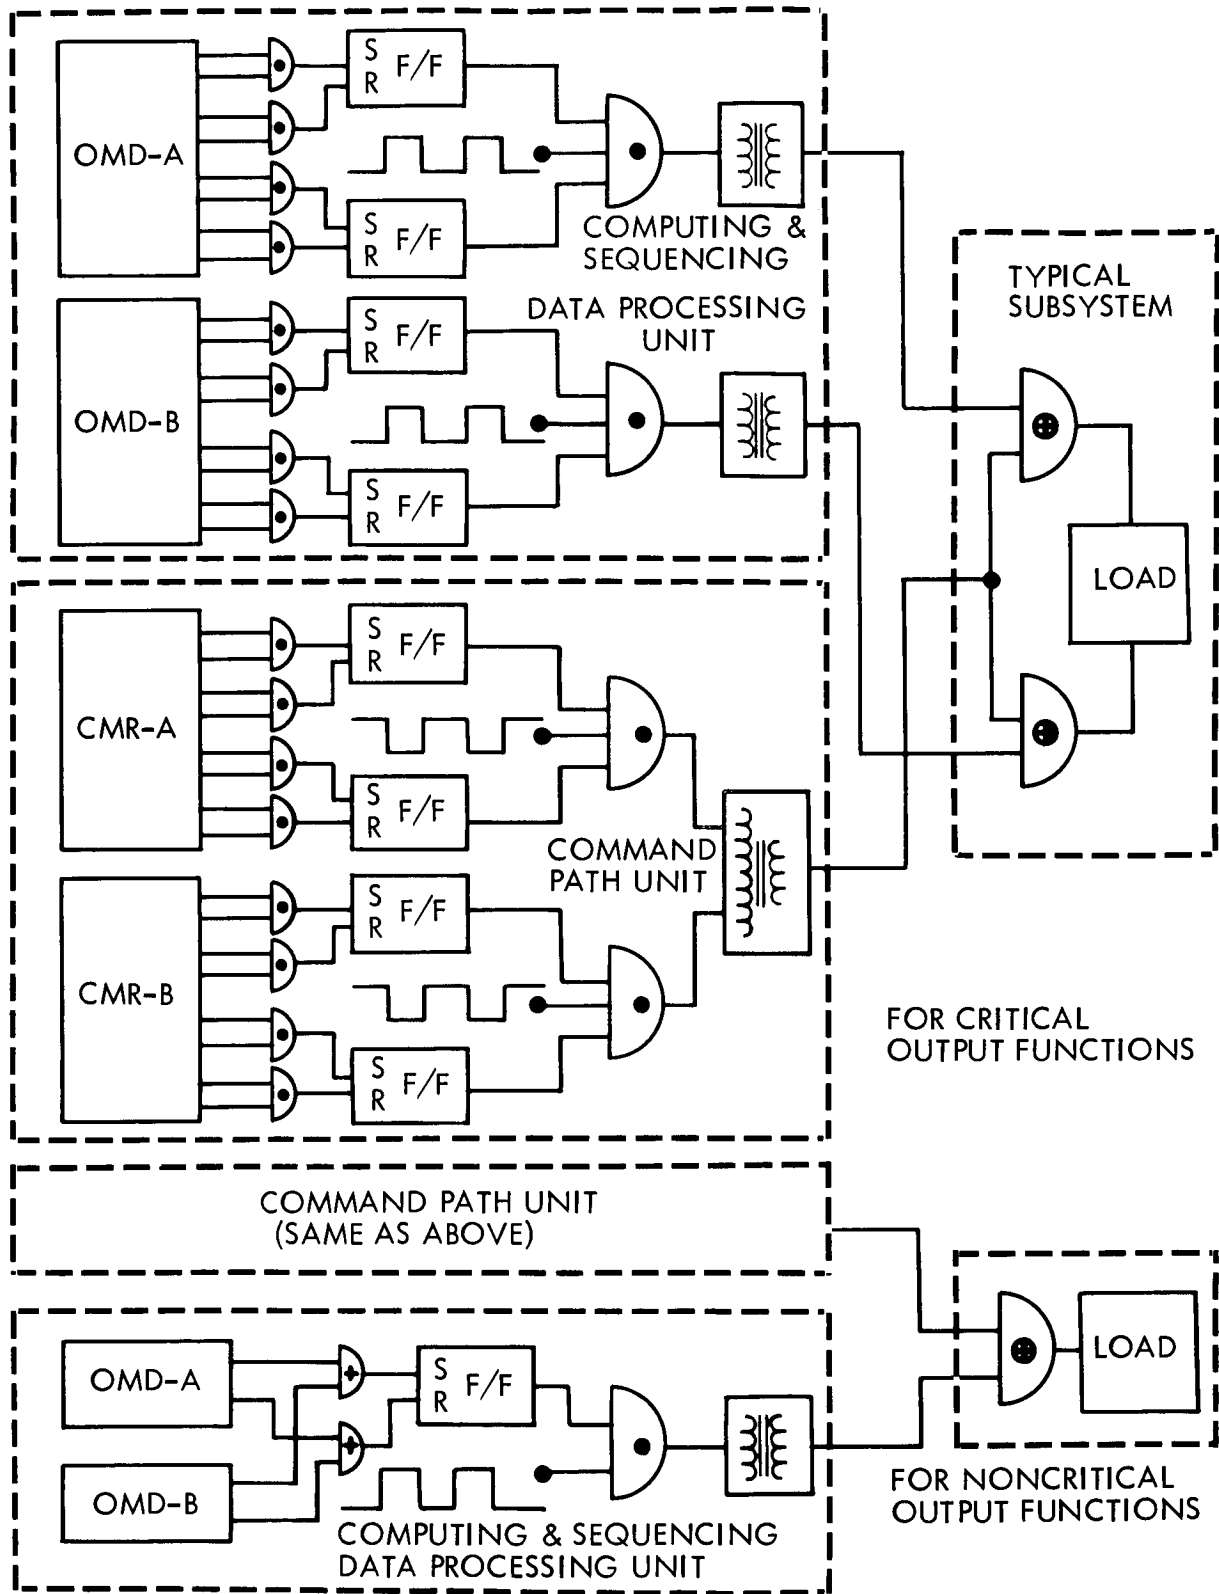 OMD-A
S
R
F/F
S
R
F/F
COMPUTING &
SEQUENCING
DATA PROCESSING
UNIT
OMD-B
S
R
F/F
S
R
F/F
TYPICAL
SUBSYSTEM
LOAD
CMR-A
S
R
F/F
S
R
F/F
COMMAND
PATH UNIT
CMR-B
S
R
F/F
S
R
F/F
FOR CRITICAL
OUTPUT FUNCTIONS
COMMAND PATH UNIT
(SAME AS ABOVE)
OMD-A
S
R
F/F
OMD-B
COMPUTING & SEQUENCING
DATA PROCESSING UNIT
LOAD
FOR NONCRITICAL
OUTPUT FUNCTIONS